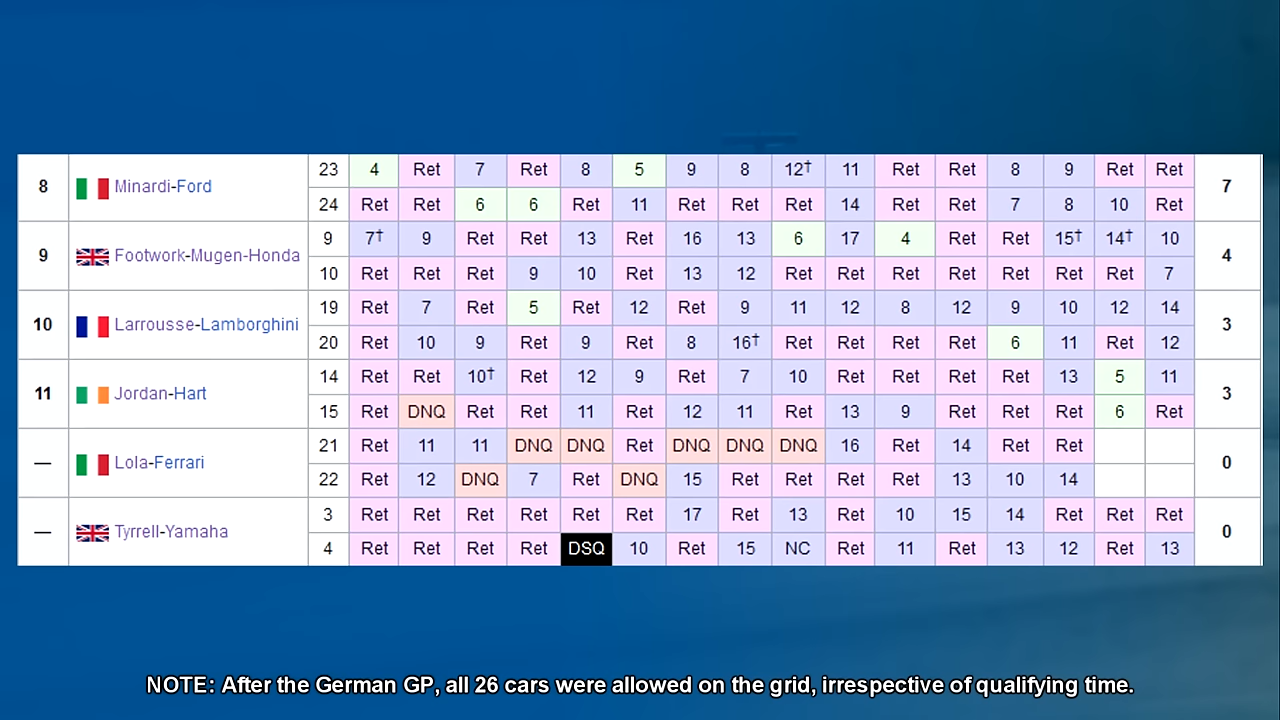 8 Minardi-Ford 23 4 Ret 7 Ret 8 5 9 8 12† 11 Ret Ret 8 9 Ret Ret 7
24 Ret Ret 6 6 Ret 11 Ret Ret Ret 14 Ret Ret 7 8 10 Ret
9 Footwork-Mugen-Honda 9 7† 9 Ret Ret 13 Ret 16 13 6 17 4 Ret Ret 15† 14† 10 4
10 Ret Ret Ret 9 10 Ret 13 12 Ret Ret Ret Ret Ret Ret Ret 7
10 Larrousse-Lamborghini 19 Ret 7 Ret 5 Ret 12 Ret 9 11 12 8 12 9 10 12 14 3
20 Ret 10 9 Ret 9 Ret 8 16† Ret Ret Ret Ret 6 11 Ret 12
11 Jordan-Hart 14 Ret Ret 10† Ret 12 9 Ret 7 10 Ret Ret Ret Ret 13 5 11 3
15 Ret DNQ Ret Ret 11 Ret 12 11 Ret 13 9 Ret Ret Ret 6 Ret
— Lola-Ferrari 21 Ret 11 11 DNQ DNQ Ret DNQ DNQ DNQ 16 Ret 14 Ret Ret 0
22 Ret 12 DNQ 7 Ret DNQ 15 Ret Ret Ret Ret 13 10 14
— Tyrrell-Yamaha 3 Ret Ret Ret Ret Ret Ret 17 Ret 13 Ret 10 15 14 Ret Ret Ret 0
4 Ret Ret Ret Ret DSQ 10 Ret 15 NC Ret 11 Ret 13 12 Ret 13
NOTE: After the German GP, all 26 cars were allowed on the grid, irrespective of qualifying time.